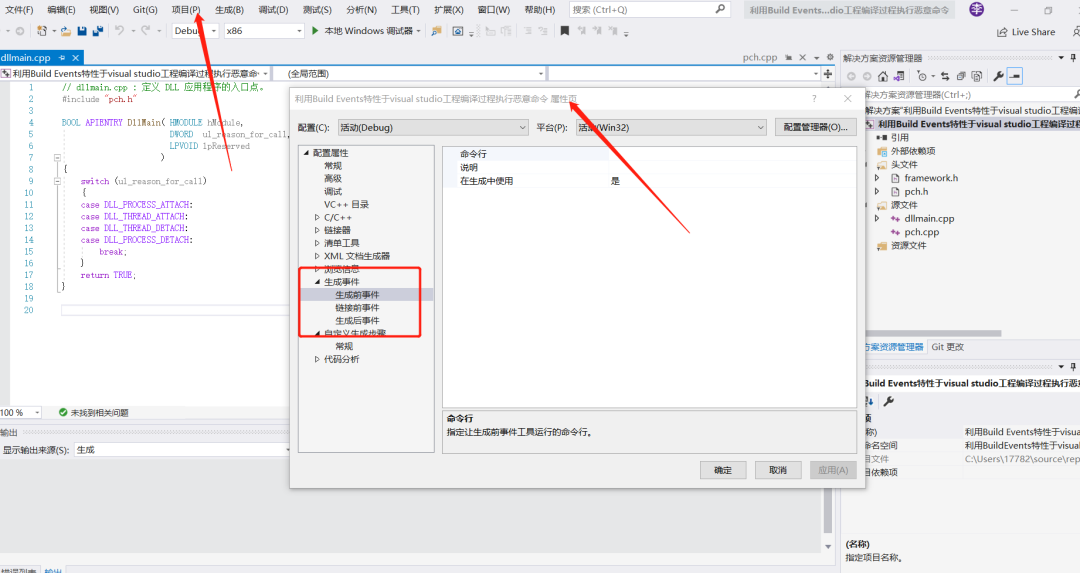 文件(F) 编辑(E) 视图(V) Git(G) 项目(P) 生成(B) 调试(D) 测试(S) 分析(N) 工具(T) 扩展(X) 窗口(W) 帮助(H) 搜索 (Ctrl+Q) 利用Build Events...dio工程编译过程执行恶意命令 李
Debug x86 本地 Windows 调试器 Live Share
dllmain.cpp pch.cpp 解决方案资源管理器
利用Build Events特性于visual studio工程编译过程执行恶意命 (全局范围)
解决方案资源管理器(Ctrl+;)
1 // dllmain.cpp : 定义 DLL 应用程序的入口点。
2 #include "pch.h"
3
4 BOOL APIENTRY DllMain( HMODULE hModule,
5 DWORD ul_reason_for_call,
6 LPVOID lpReserved
7 )
8 {
9 switch (ul_reason_for_call)
10 {
11 case DLL_PROCESS_ATTACH:
12 case DLL_THREAD_ATTACH:
13 case DLL_THREAD_DETACH:
14 case DLL_PROCESS_DETACH:
15 break;
16 }
17 return TRUE;
18 }
19
20
利用Build Events特性于visual studio工程编译过程执行恶意命令 属性页 ?
配置(C): 活动(Debug) 平台(P): 活动(Win32) 配置管理器(O)...
配置属性
常规
高级
调试
VC++ 目录
C/C++
链接器
清单工具
XML 文档生成器
浏览信息
生成事件
生成前事件
链接前事件
生成后事件
自定义生成步骤
常规
代码分析
命令行
说明
在生成中使用 是
命令行
指定让生成前事件工具运行的命令行。
确定 取消 应用(A)
解决方案"利用Build Events特性于visual
利用Build Events特性于visual studio工程编译过程
引用
外部依赖项
头文件
framework.h
pch.h
源文件
dllmain.cpp
pch.cpp
资源文件
方案资源管理器 Git 更改
Build Events特性于visual studio工程编译过程执行恶意
利用Build Events特性于visua
命名空间 利用BuildEvents特性于visual
C:\Users\17782\source\rep
目依赖项
(名称)
指定项目名称。
100 % 未找到相关问题
输出
显示输出来源(S): 生成
错误列表 输出